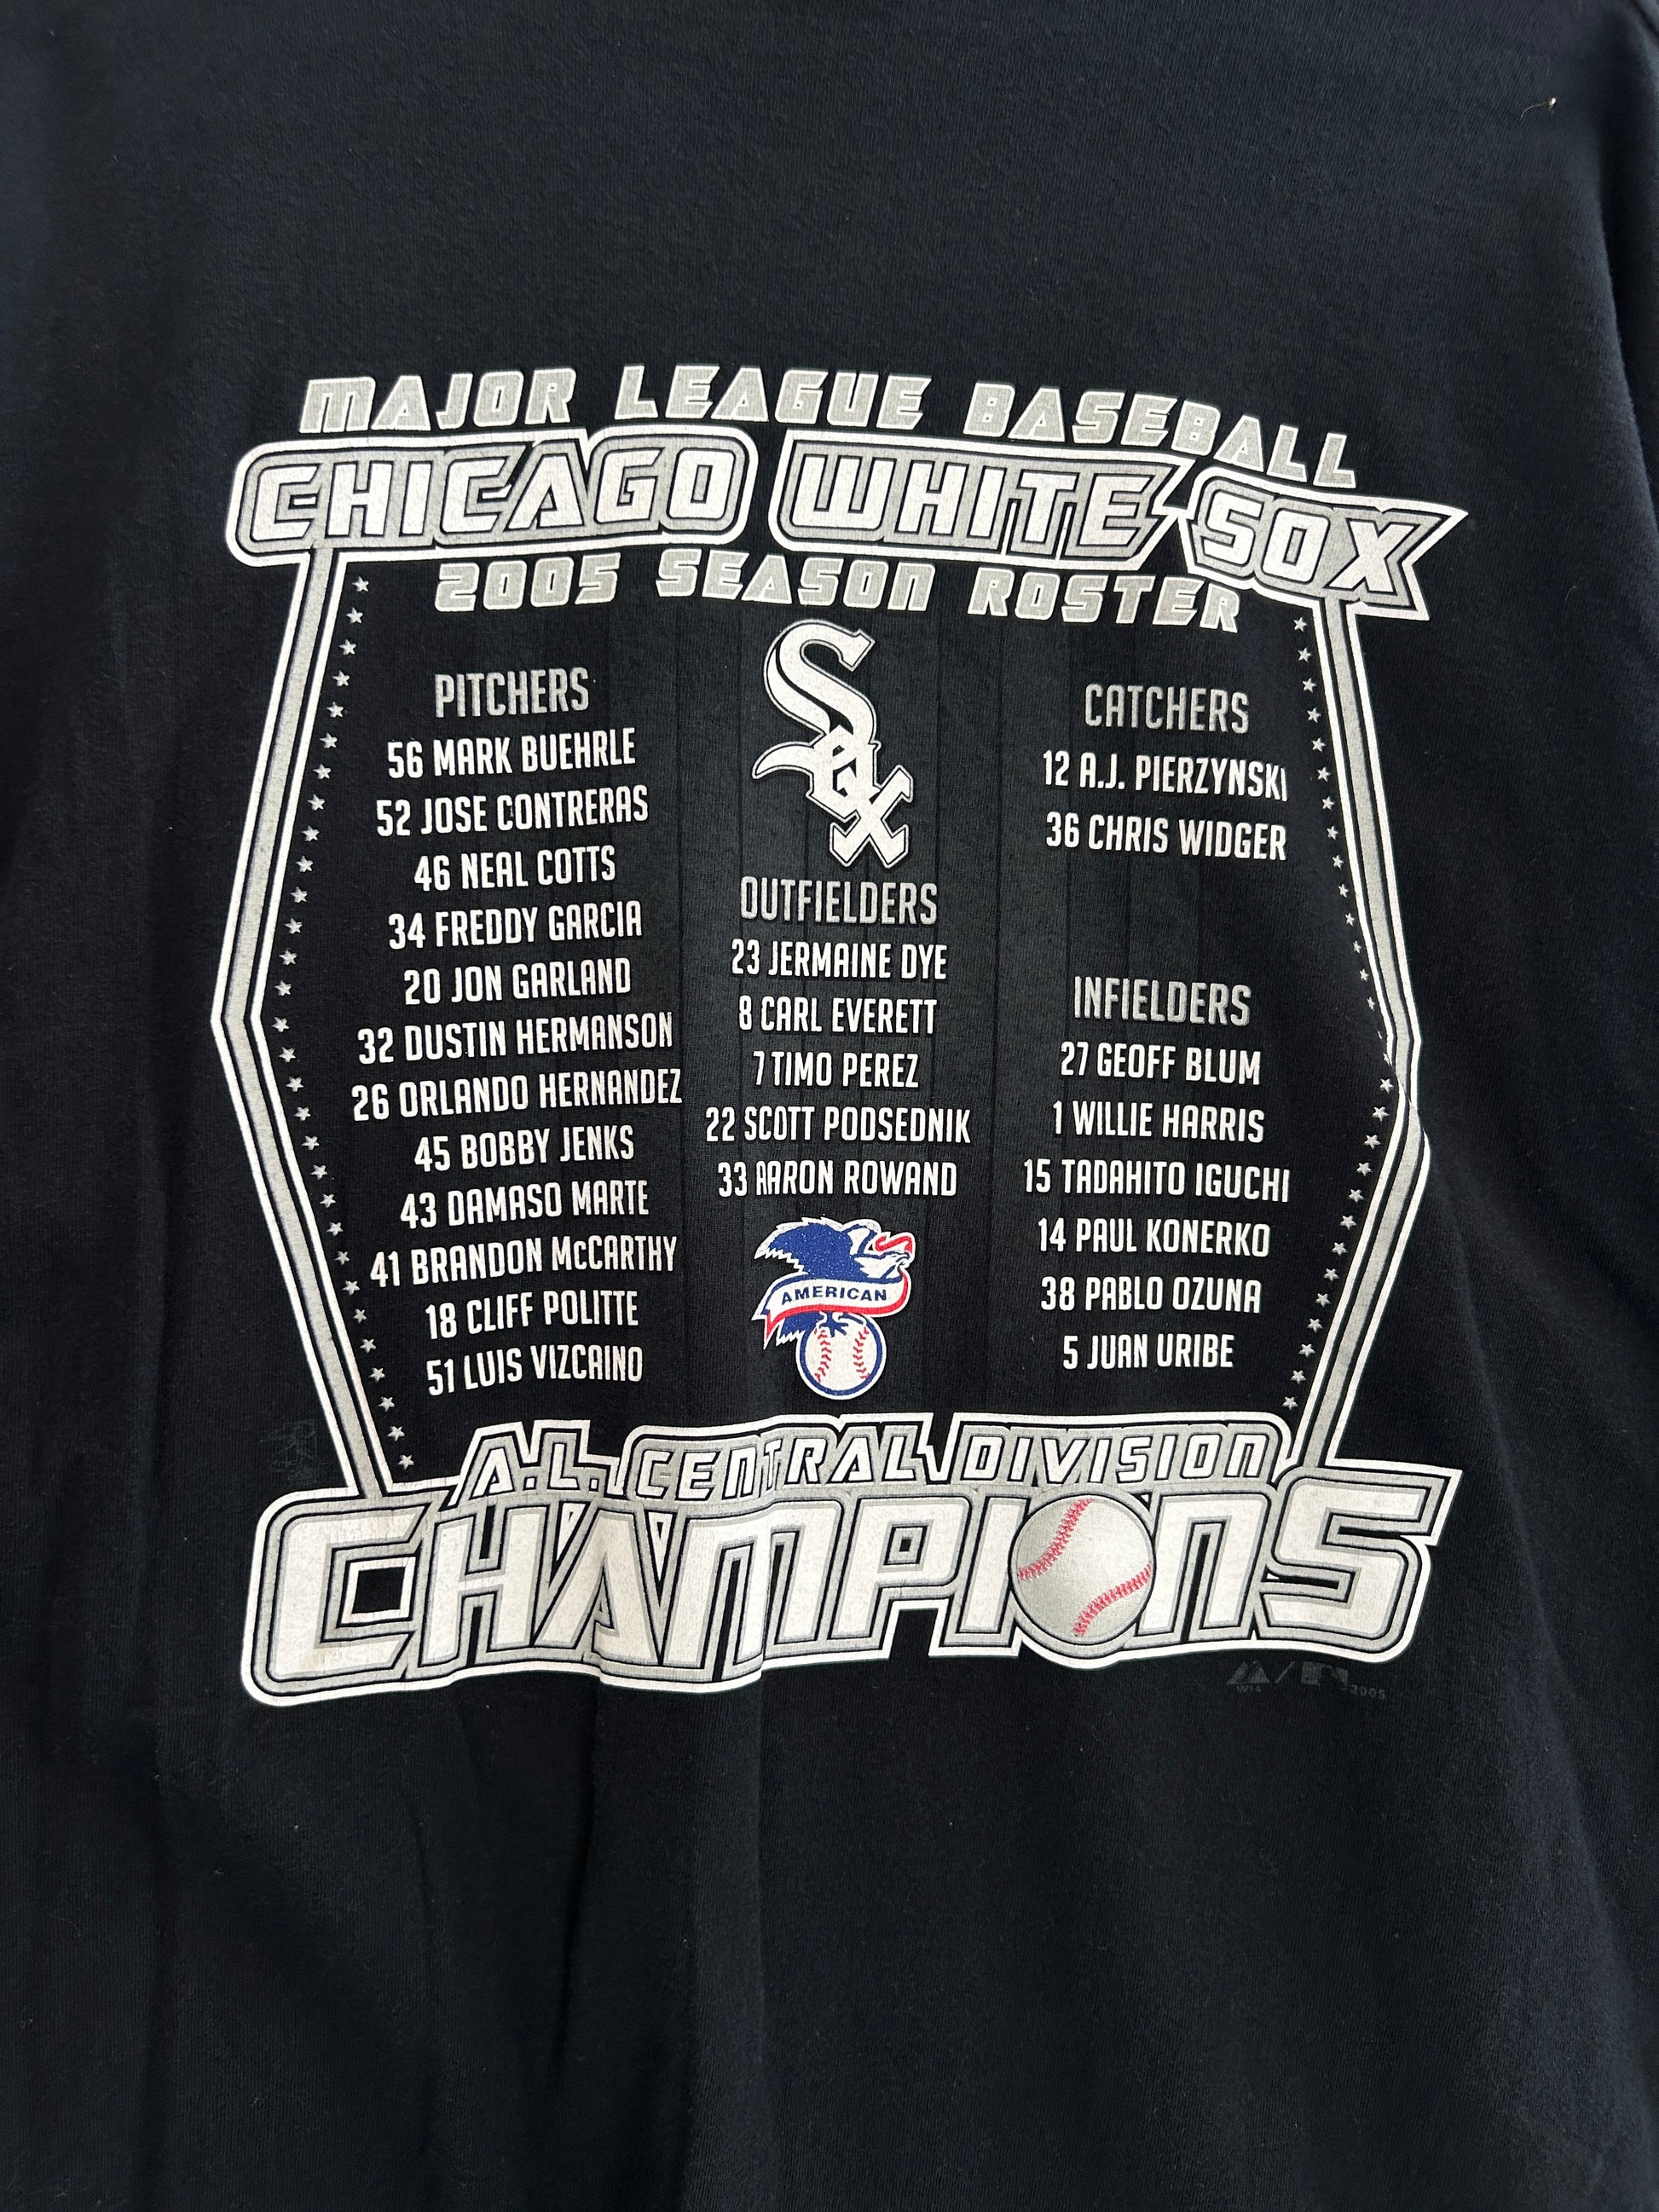 MAJOR LEAGUE BASEBALL
CHICAGO WHITE SOX
2005 SEASON ROSTER
PITCHERS
56 MARK BUEHRLE
52 JOSE CONTRERAS
46 NEAL COTTS
34 FREDDY GARCIA
20 JON GARLAND
32 DUSTIN HERMANSON
26 ORLANDO HERNANDEZ
45 BOBBY JENKS
43 DAMASO MARTE
41 BRANDON McCARTHY
18 CLIFF POLITTE
51 LUIS VIZCAINO
Sox
OUTFIELDERS
23 JERMAINE DYE
8 CARL EVERETT
7 TIMO PEREZ
22 SCOTT PODSEDNIK
33 AARON ROWAND
AMERICAN
CATCHERS
12 A.J. PIERZYNSKI
36 CHRIS WIDGER
INFIELDERS
27 GEOFF BLUM
1 WILLIE HARRIS
15 TADAHITO IGUCHI
14 PAUL KONERKO
38 PABLO OZUNA
5 JUAN URIBE
A.L. CENTRAL DIVISION
CHAMPIONS
2005